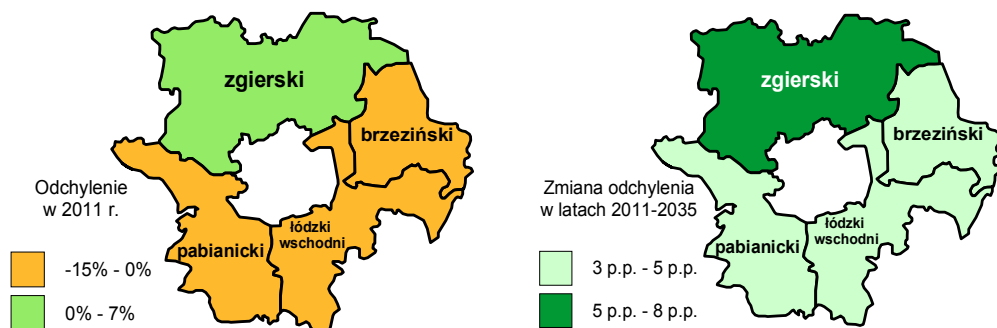 zgierski
brzeziński
Odchylenie
w 2011 r.
łódzki
wschodni
pabianicki
-15% - 0%
0% - 7%
zgierski
brzeziński
Zmiana odchylenia
w latach 2011-2035
łódzki
wschodni
pabianicki
3 p.p. - 5 p.p.
5 p.p. - 8 p.p.